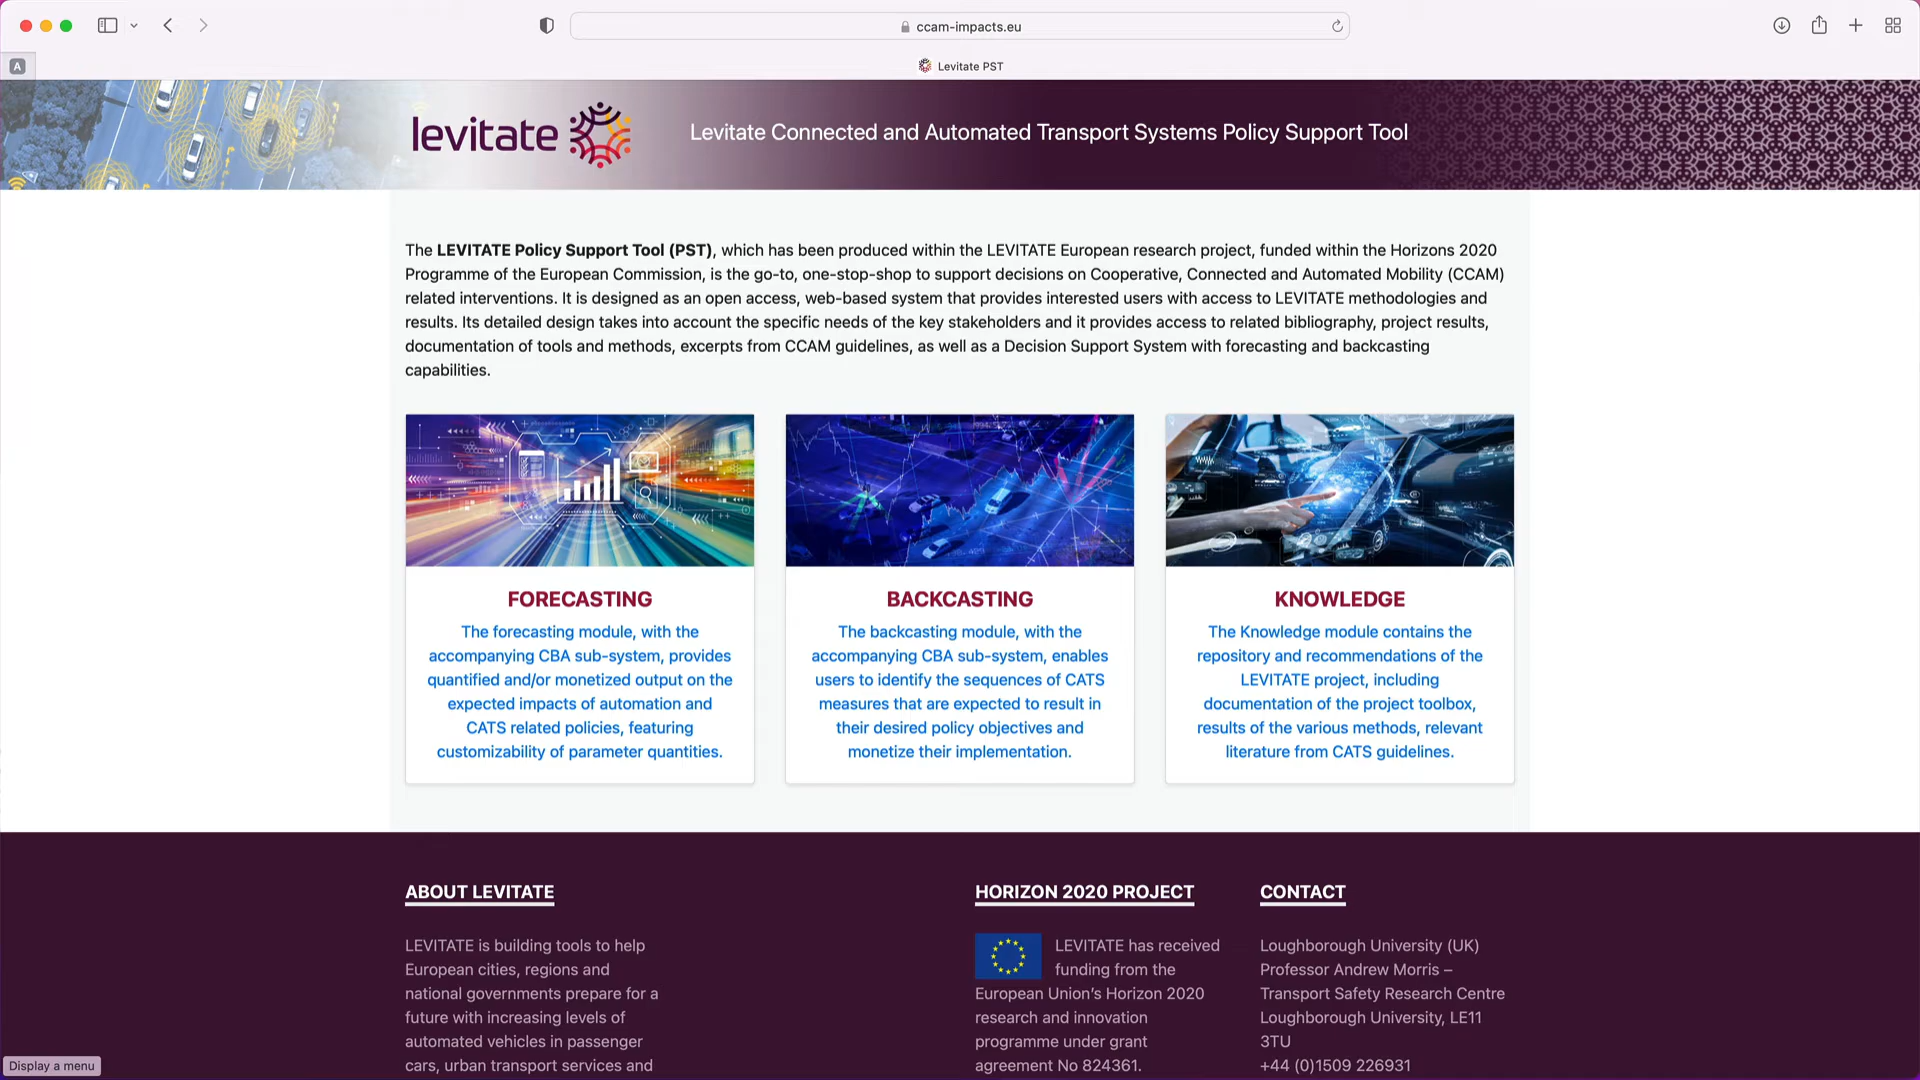 ccam-impacts.eu
A
Levitate PST
levitate
Levitate Connected and Automated Transport Systems Policy Support Tool
The LEVITATE Policy Support Tool (PST), which has been produced within the LEVITATE European research project, funded within the Horizons 2020
Programme of the European Commission, is the go-to, one-stop-shop to support decisions on Cooperative, Connected and Automated Mobility (CCAM)
related interventions. It is designed as an open access, web-based system that provides interested users with access to LEVITATE methodologies and
results. Its detailed design takes into account the specific needs of the key stakeholders and it provides access to related bibliography, project results,
documentation of tools and methods, excerpts from CCAM guidelines, as well as a Decision Support System with forecasting and backcasting
capabilities.
FORECASTING
The forecasting module, with the
accompanying CBA sub-system, provides
quantified and/or monetized output on the
expected impacts of automation and
CATS related policies, featuring
customizability of parameter quantities.
BACKCASTING
The backcasting module, with the
accompanying CBA sub-system, enables
users to identify the sequences of CATS
measures that are expected to result in
their desired policy objectives and
monetize their implementation.
KNOWLEDGE
The Knowledge module contains the
repository and recommendations of the
LEVITATE project, including
documentation of the project toolbox,
results of the various methods, relevant
literature from CATS guidelines.
ABOUT LEVITATE
LEVITATE is building tools to help
European cities, regions and
national governments prepare for a
future with increasing levels of
automated vehicles in passenger
cars, urban transport services and
HORIZON 2020 PROJECT
LEVITATE has received
funding from the
European Union's Horizon 2020
research and innovation
programme under grant
agreement No 824361.
CONTACT
Loughborough University (UK)
Professor Andrew Morris –
Transport Safety Research Centre
Loughborough University, LE11
3TU
+44 (0)1509 226931
Display a menu